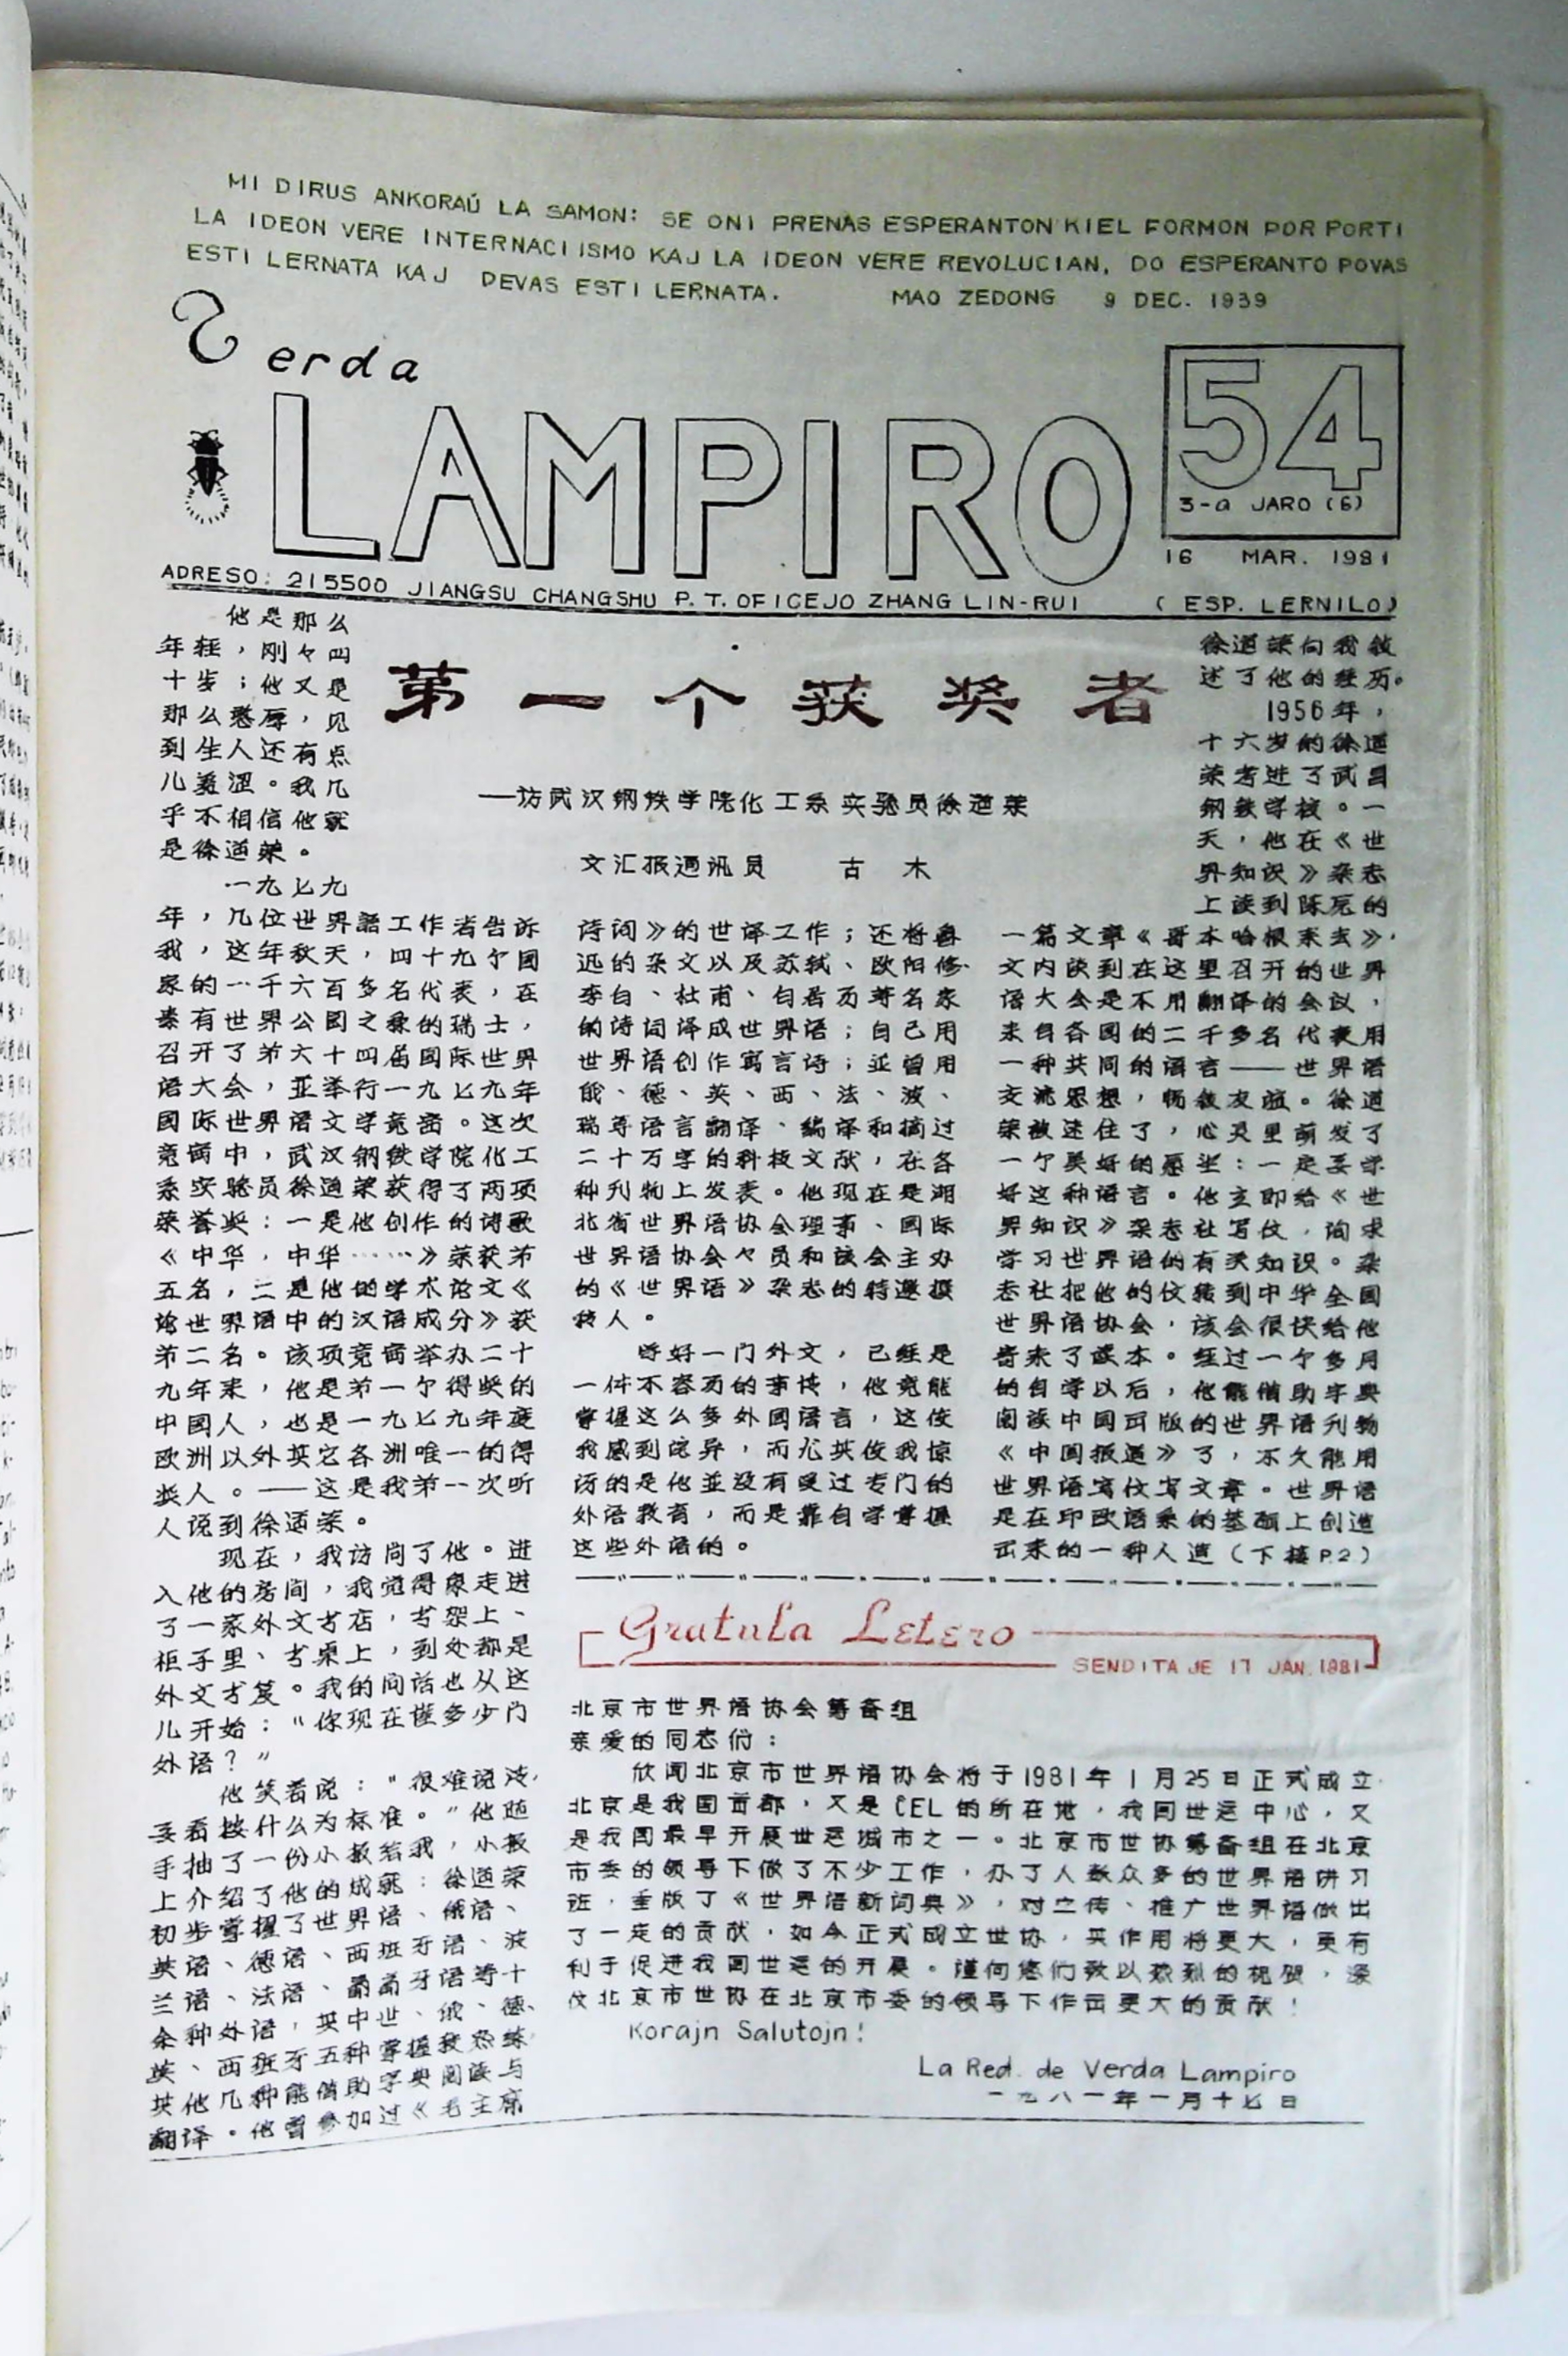 MI DIRUS ANKORAŬ LA SAMON: SE ONI PRENAS ESPERANTON KIEL FORMON POR PORTI
LA IDEON VERE INTERNACIISMO KAJ LA IDEON VERE REVOLUCIAN, DO ESPERANTO POVAS
ESTI LERNATA KAJ DEVAS ESTI LERNATA. MAO ZEDONG 9 DEC. 1939
Verda
LAMPIRO
54
3-a JARO (6)
16 MAR. 1981
ADRESO: 215500 JIANGSU CHANGSHU P. T. OFICEJO ZHANG LIN-RUI (ESP. LERNILO)
第一个获奖者
——访武汉钢铁学院化工系实验员徐道荣
文汇报通讯员 古木
他是那么
年轻，刚々四
十岁；他又是
那么憨厚，见
到生人还有点
儿羞涩。我几
乎不相信他就
是徐道荣。
一九七九
年，几位世界語工作者告诉
我，这年秋天，四十九个國
家的一千六百多名代表，在
素有世界公园之称的瑞士，
召开了第六十四届国际世界
语大会，並举行一九七九年
國际世界语文学竞赛。这次
竞赛中，武汉钢铁学院化工
系实验员徐道荣获得了两项
荣誉奖：一是他创作的诗歌
《中华，中华……》荣获第
五名，二是他的学术论文《
论世界语中的汉语成分》获
第二名。该项竞赛举办二十
九年来，他是第一个得奖的
中國人，也是一九七九年度
欧洲以外其它各洲唯一的得
奖人。——这是我第一次听
人说到徐道荣。
现在，我访问了他。进
入他的房间，我觉得象走进
了一家外文书店，书架上、
柜子里、书桌上，到处都是
外文书笈。我的问话也从这
儿开始：“你现在懂多少门
外语？”
他笑着说：“很难说清，
要看按什么为标准。”他随
手抽了一份小报给我，小报
上介绍了他的成就：徐道荣
初步掌握了世界语、俄语、
英语、德语、西班牙语、波
兰语、法语、葡萄牙语等十
余种外语，其中世、俄、德、
英、西班牙五种掌握较熟练
其他几种能借助字典阅读与
翻译。他曾参加过《毛主席
诗词》的世译工作；还将鲁
迅的杂文以及苏轼、欧阳修、
李白、杜甫、白居易等名家
的诗词译成世界语；自己用
世界语创作寓言诗；並曾用
俄、德、英、西、法、波、
瑞等语言翻译、编译和摘过
二十万字的科技文献，在各
种刊物上发表。他现在是湖
北省世界语协会理事、国际
世界语协会々员和该会主办
的《世界语》杂志的特邀撰
稿人。
学好一门外文，已经是
一件不容易的事情，他竟能
掌握这么多外国语言，这使
我感到诧异，而尤其使我惊
讶的是他並没有受过专门的
外语教育，而是靠自学掌握
这些外语的。
徐道荣向我叙
述了他的经历。
1956年，
十六岁的徐道
荣考进了武昌
钢铁学校。一
天，他在《世
界知识》杂志
上读到陈原的
一篇文章《哥本哈根来去》，
文内谈到在这里召开的世界
语大会是不用翻译的会议，
来自各國的二千多名代表用
一种共同的语言——世界语
交流思想，畅叙友谊。徐道
荣被迷住了，心灵里萌发了
一个美好的愿望：一定要学
好这种语言。他立即给《世
界知识》杂志社写信，询求
学习世界语的有关知识。杂
志社把他的信转到中华全国
世界语协会，该会很快给他
寄来了读本。经过一个多月
的自学以后，他能借助字典
阅读中国出版的世界语刊物
《中国报道》了，不久能用
世界语写信写文章。世界语
是在印欧语系的基础上创造
出来的一种人造（下接P.2）
Gratula Letero
SENDITA JE 17 JAN. 1981
北京市世界语协会筹备组
亲爱的同志们：
欣闻北京市世界语协会将于1981年1月25日正式成立
北京是我国首都，又是ĈEL的所在地，我国世运中心，又
是我国最早开展世运城市之一。北京市世协筹备组在北京
市委的领导下做了不少工作，办了人数众多的世界语讲习
班，重版了《世界语新词典》，对宣传、推广世界语做出
了一定的贡献，如今正式成立世协，其作用将更大，更有
利于促进我国世运的开展。谨向您们致以热烈的祝贺，深
信北京市世协在北京市委的领导下作出更大的贡献！
Korajn Salutojn!
La Red. de Verda Lampiro
一九八一年一月十七日